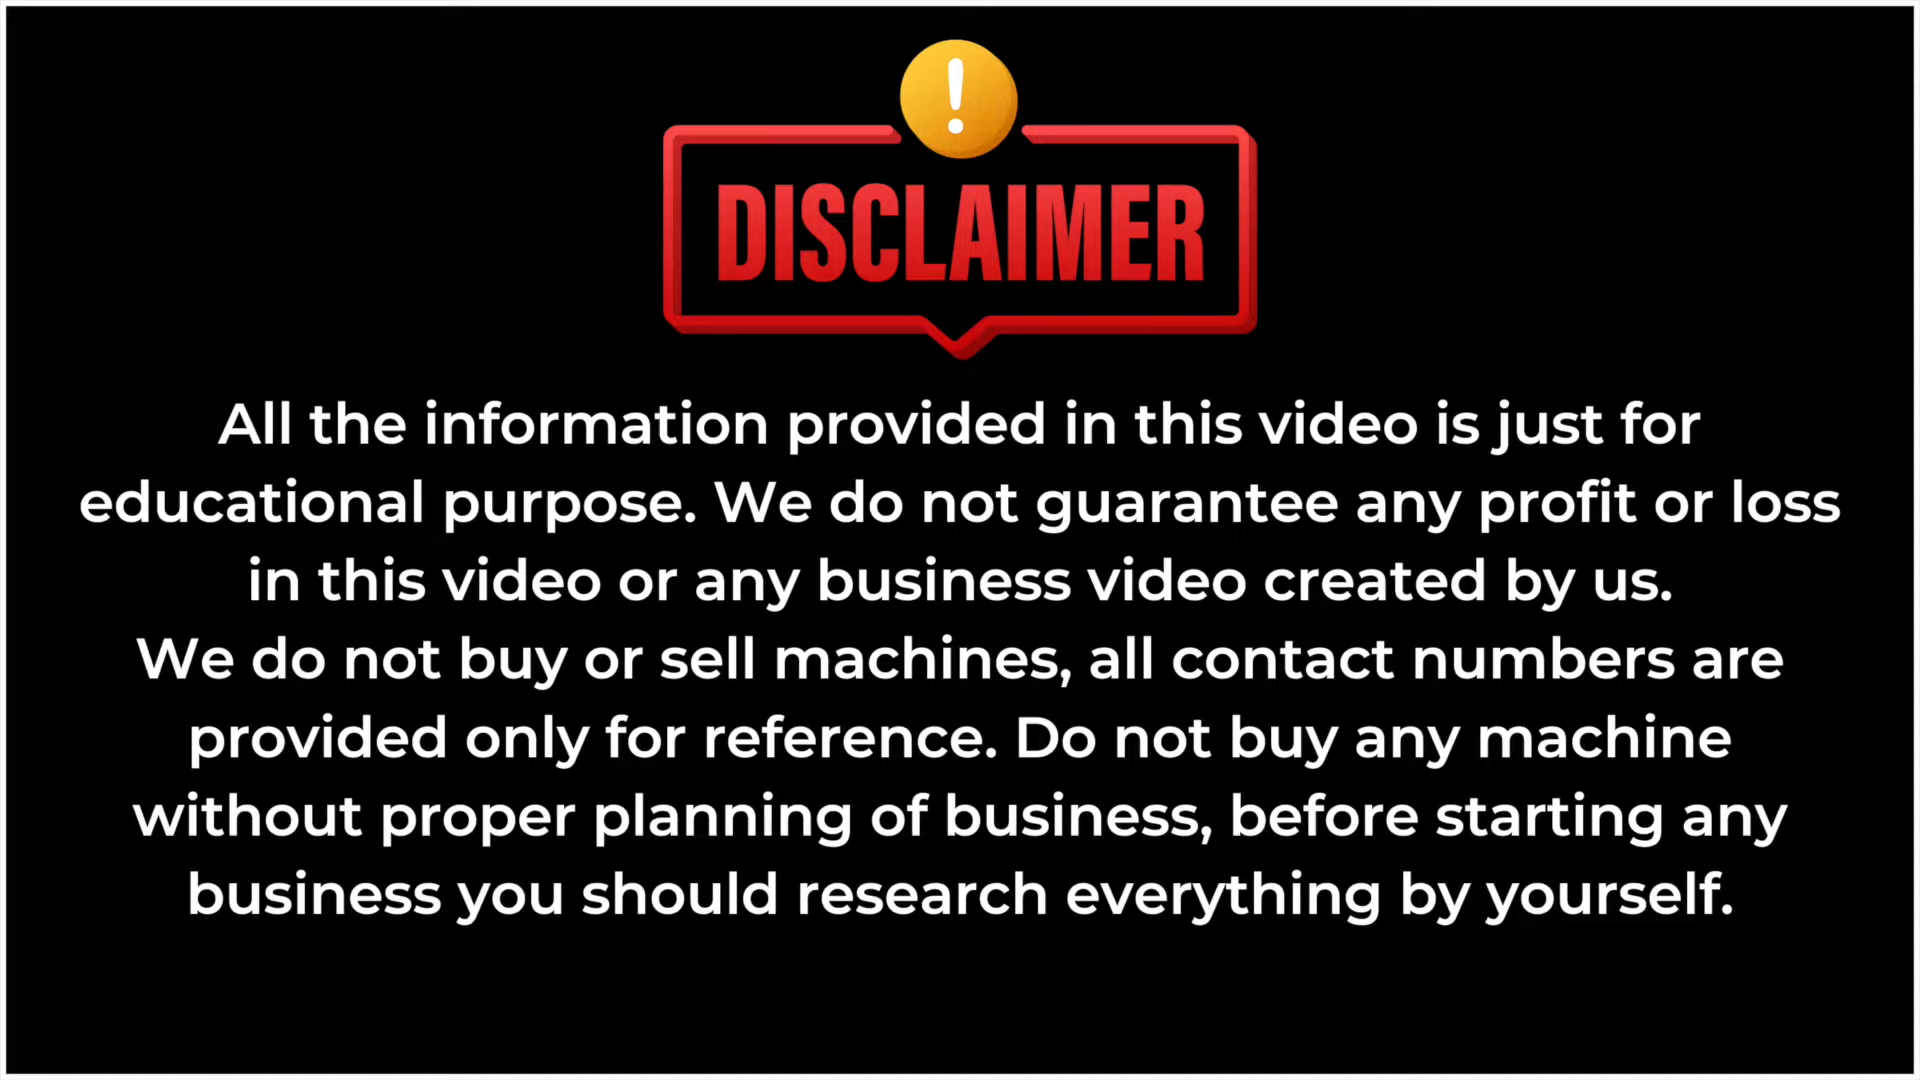 !
DISCLAIMER
All the information provided in this video is just for
educational purpose. We do not guarantee any profit or loss
in this video or any business video created by us.
We do not buy or sell machines, all contact numbers are
provided only for reference. Do not buy any machine
without proper planning of business, before starting any
business you should research everything by yourself.